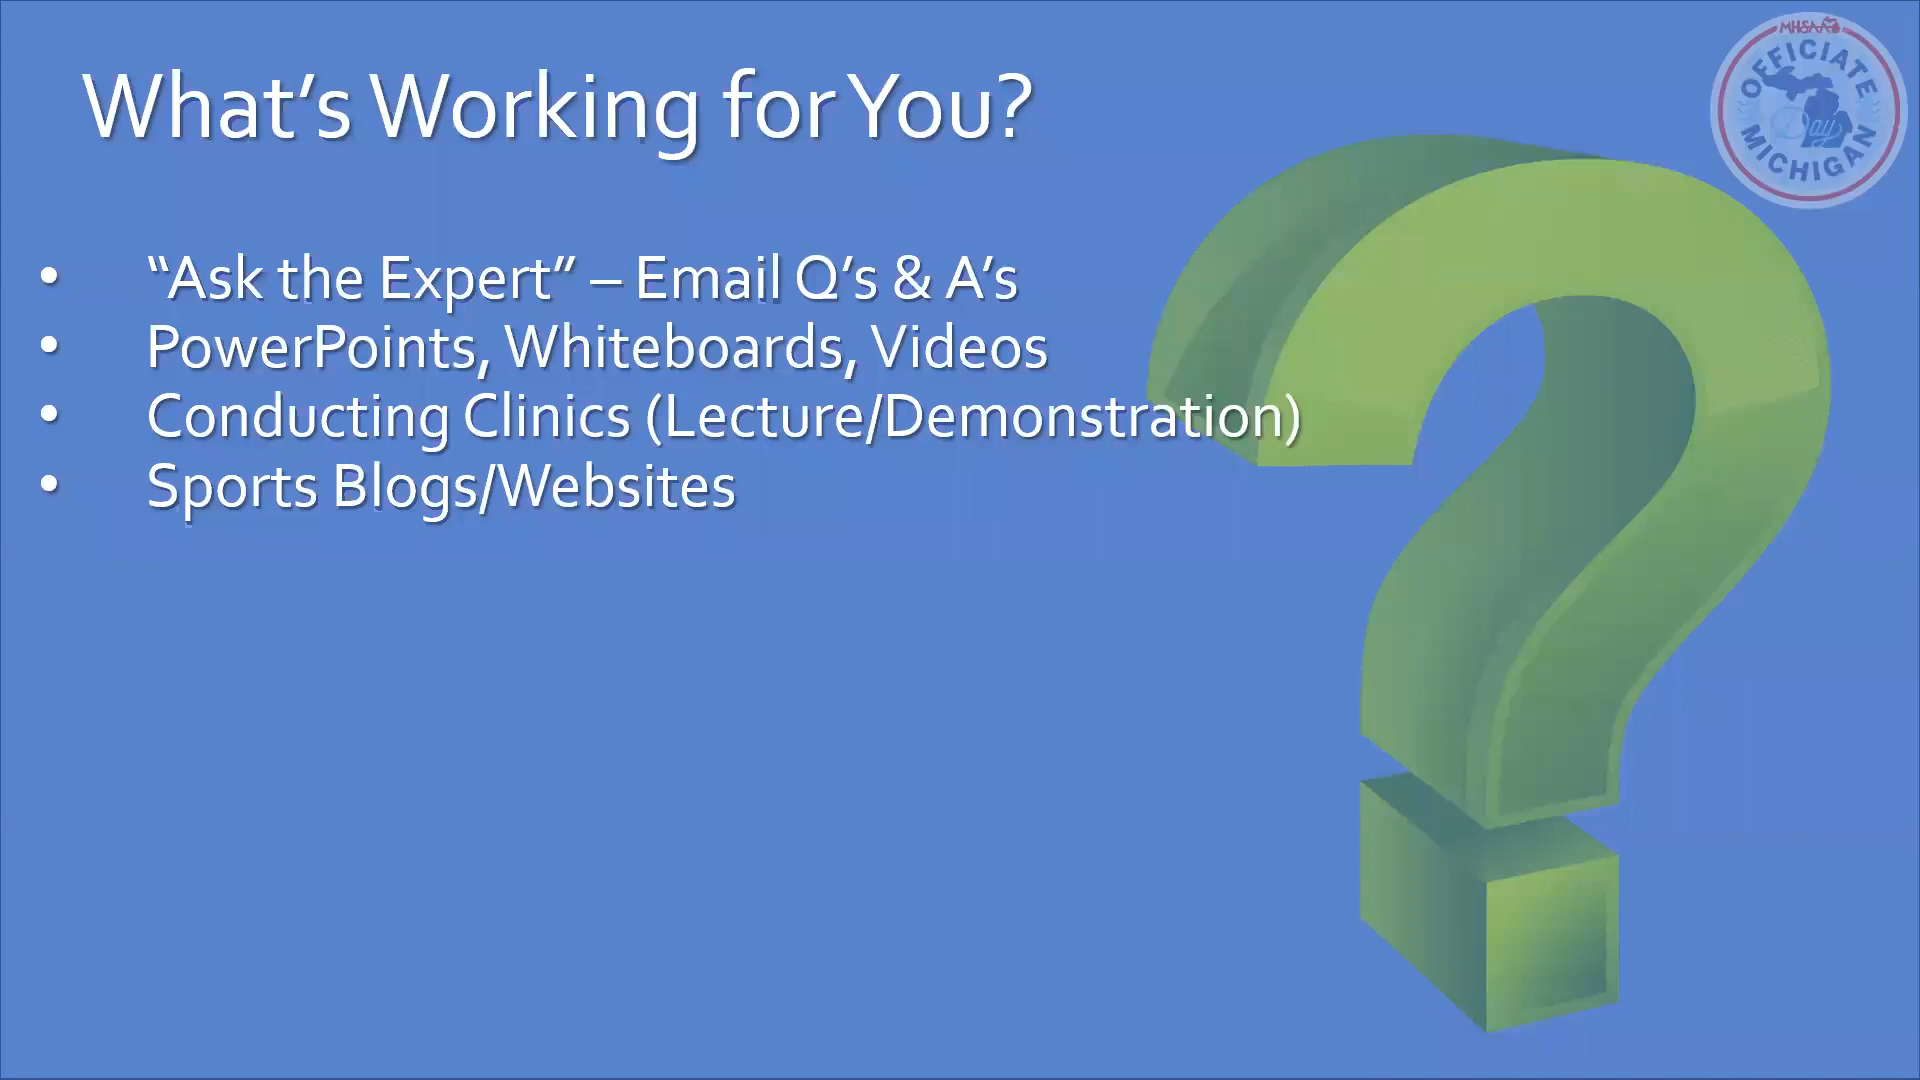 What’s Working for You?
• “Ask the Expert” – Email Q’s & A’s
• PowerPoints, Whiteboards, Videos
• Conducting Clinics (Lecture/Demonstration)
• Sports Blogs/Websites
MHSAA
OFFICIATE
Day
MICHIGAN